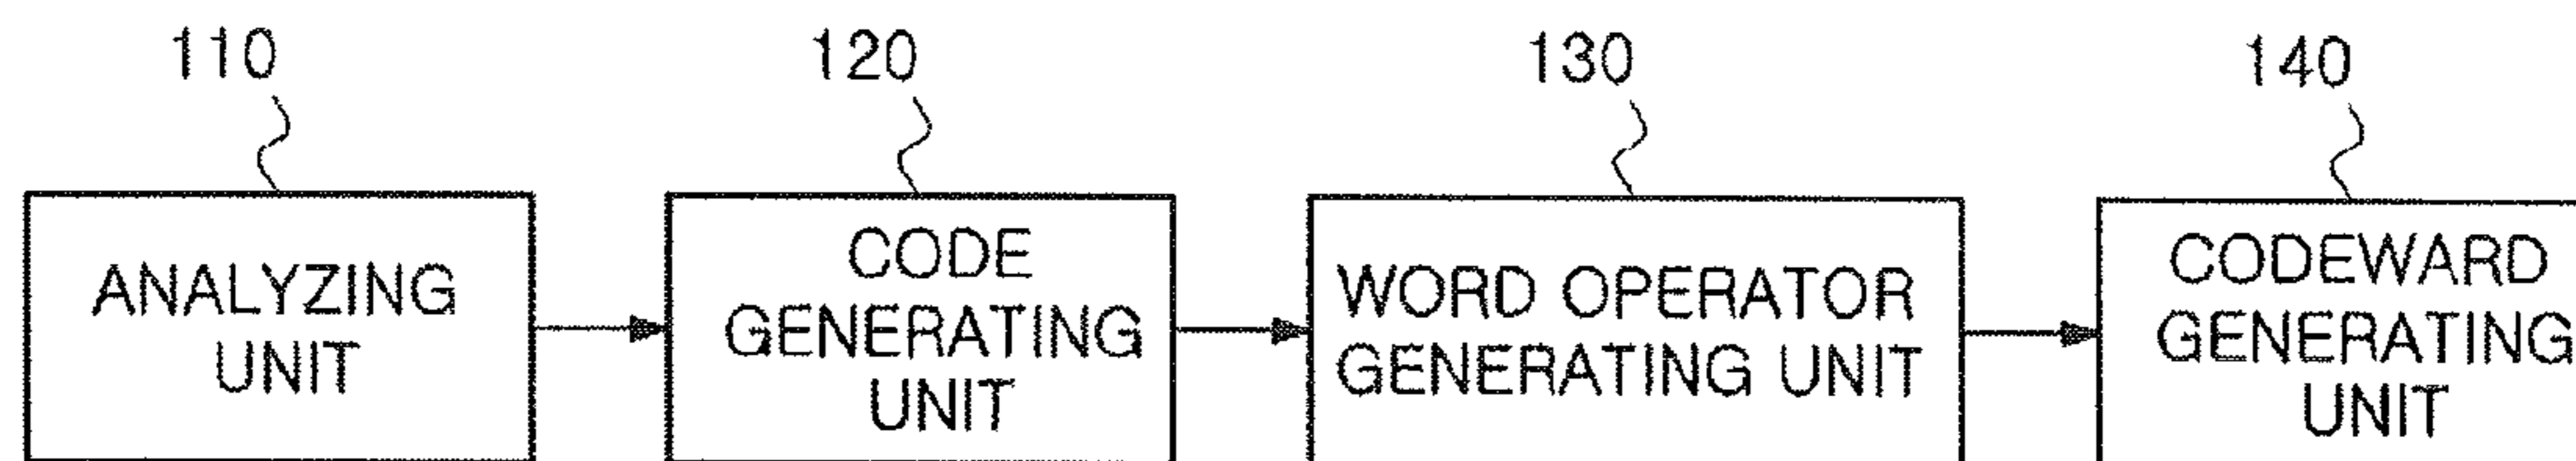 110
120
130
140
ANALYZING
UNIT
CODE
GENERATING
UNIT
WORD OPERATOR
GENERATING UNIT
CODEWARD
GENERATING
UNIT